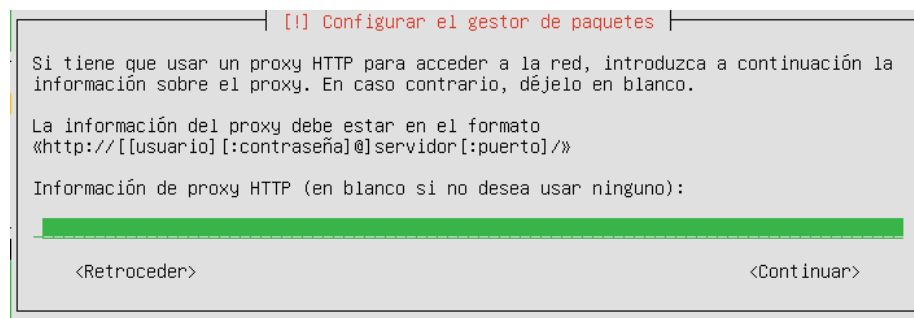 [!] Configurar el gestor de paquetes
Si tiene que usar un proxy HTTP para acceder a la red, introduzca a continuación la
información sobre el proxy. En caso contrario, déjelo en blanco.
La información del proxy debe estar en el formato
«http://[[usuario][:contraseña]@]servidor[:puerto]/»
Información de proxy HTTP (en blanco si no desea usar ninguno):
<Retroceder> <Continuar>